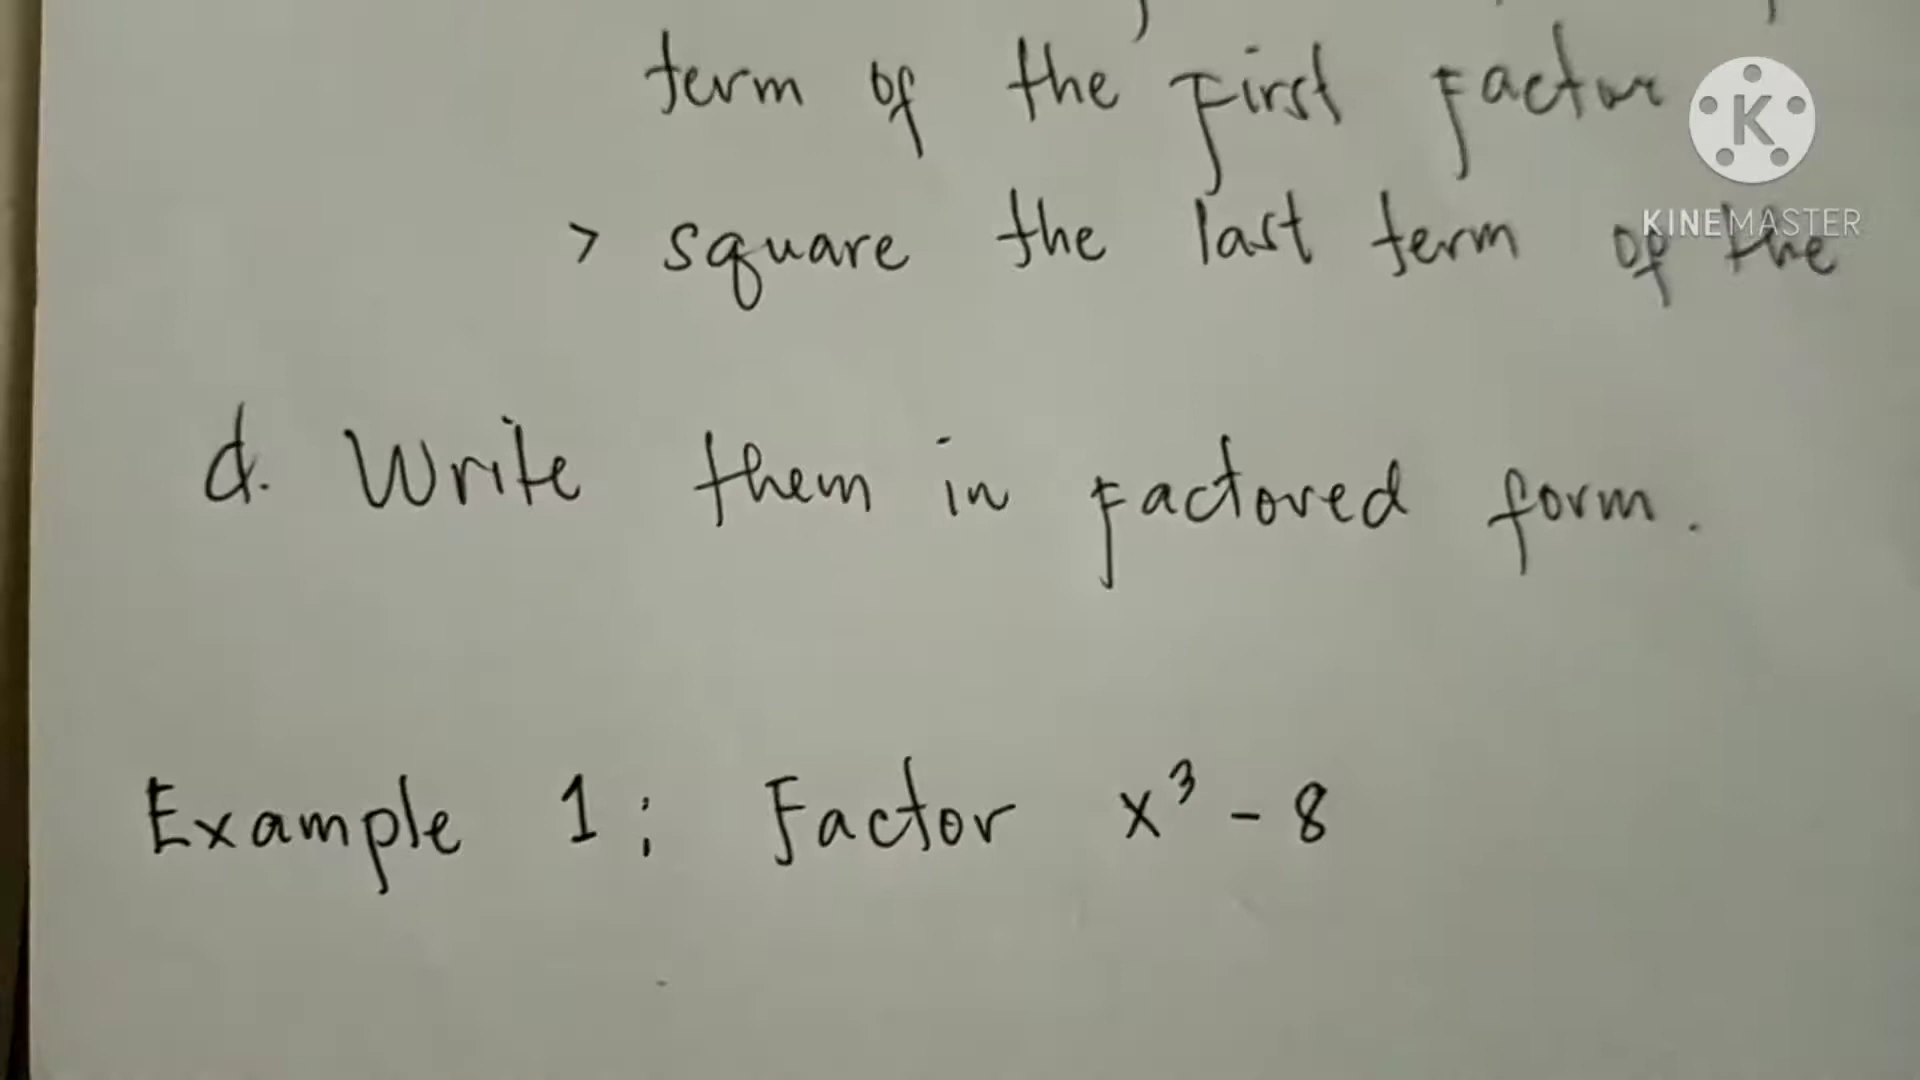 term of the first factor
> square the last term of the
d. Write them in factored form.
Example 1: Factor x³ - 8
K
KINEMASTER